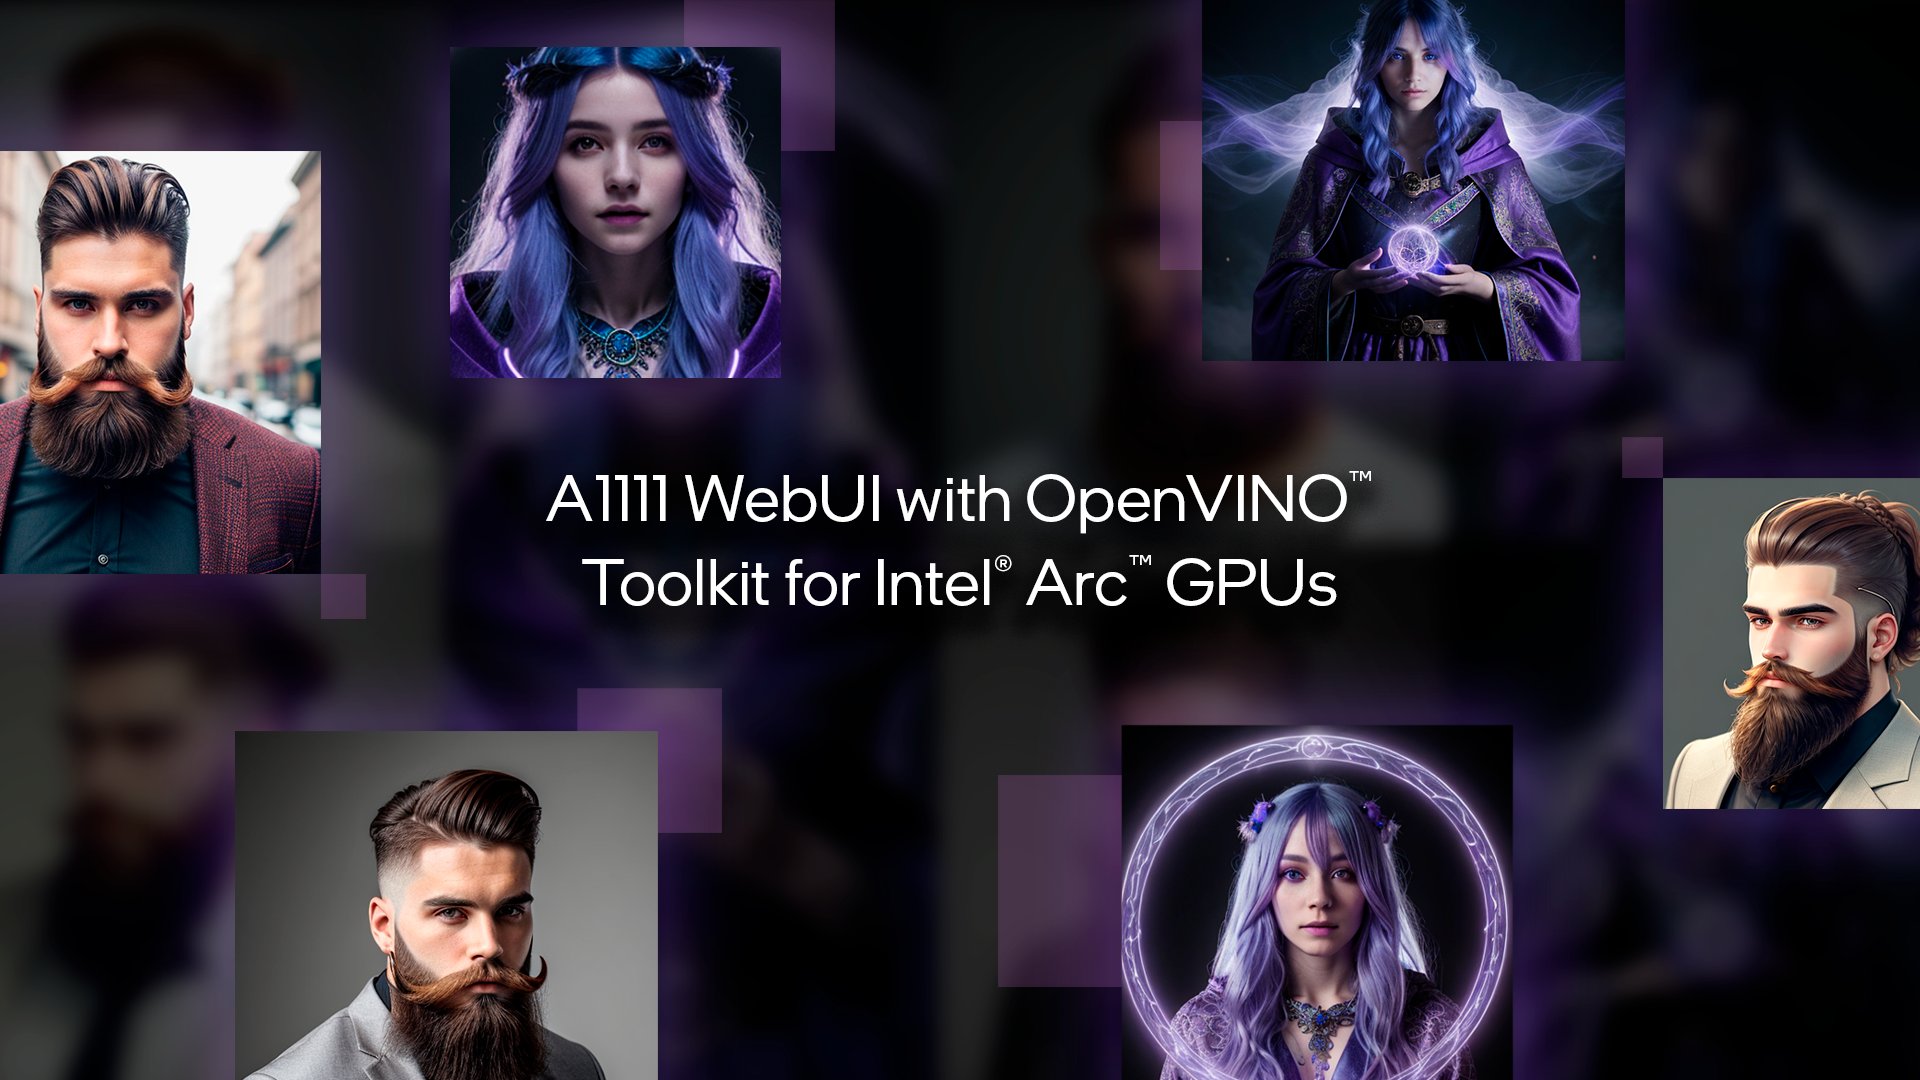 A1111 WebUI with OpenVINO™
Toolkit for Intel® Arc™ GPUs